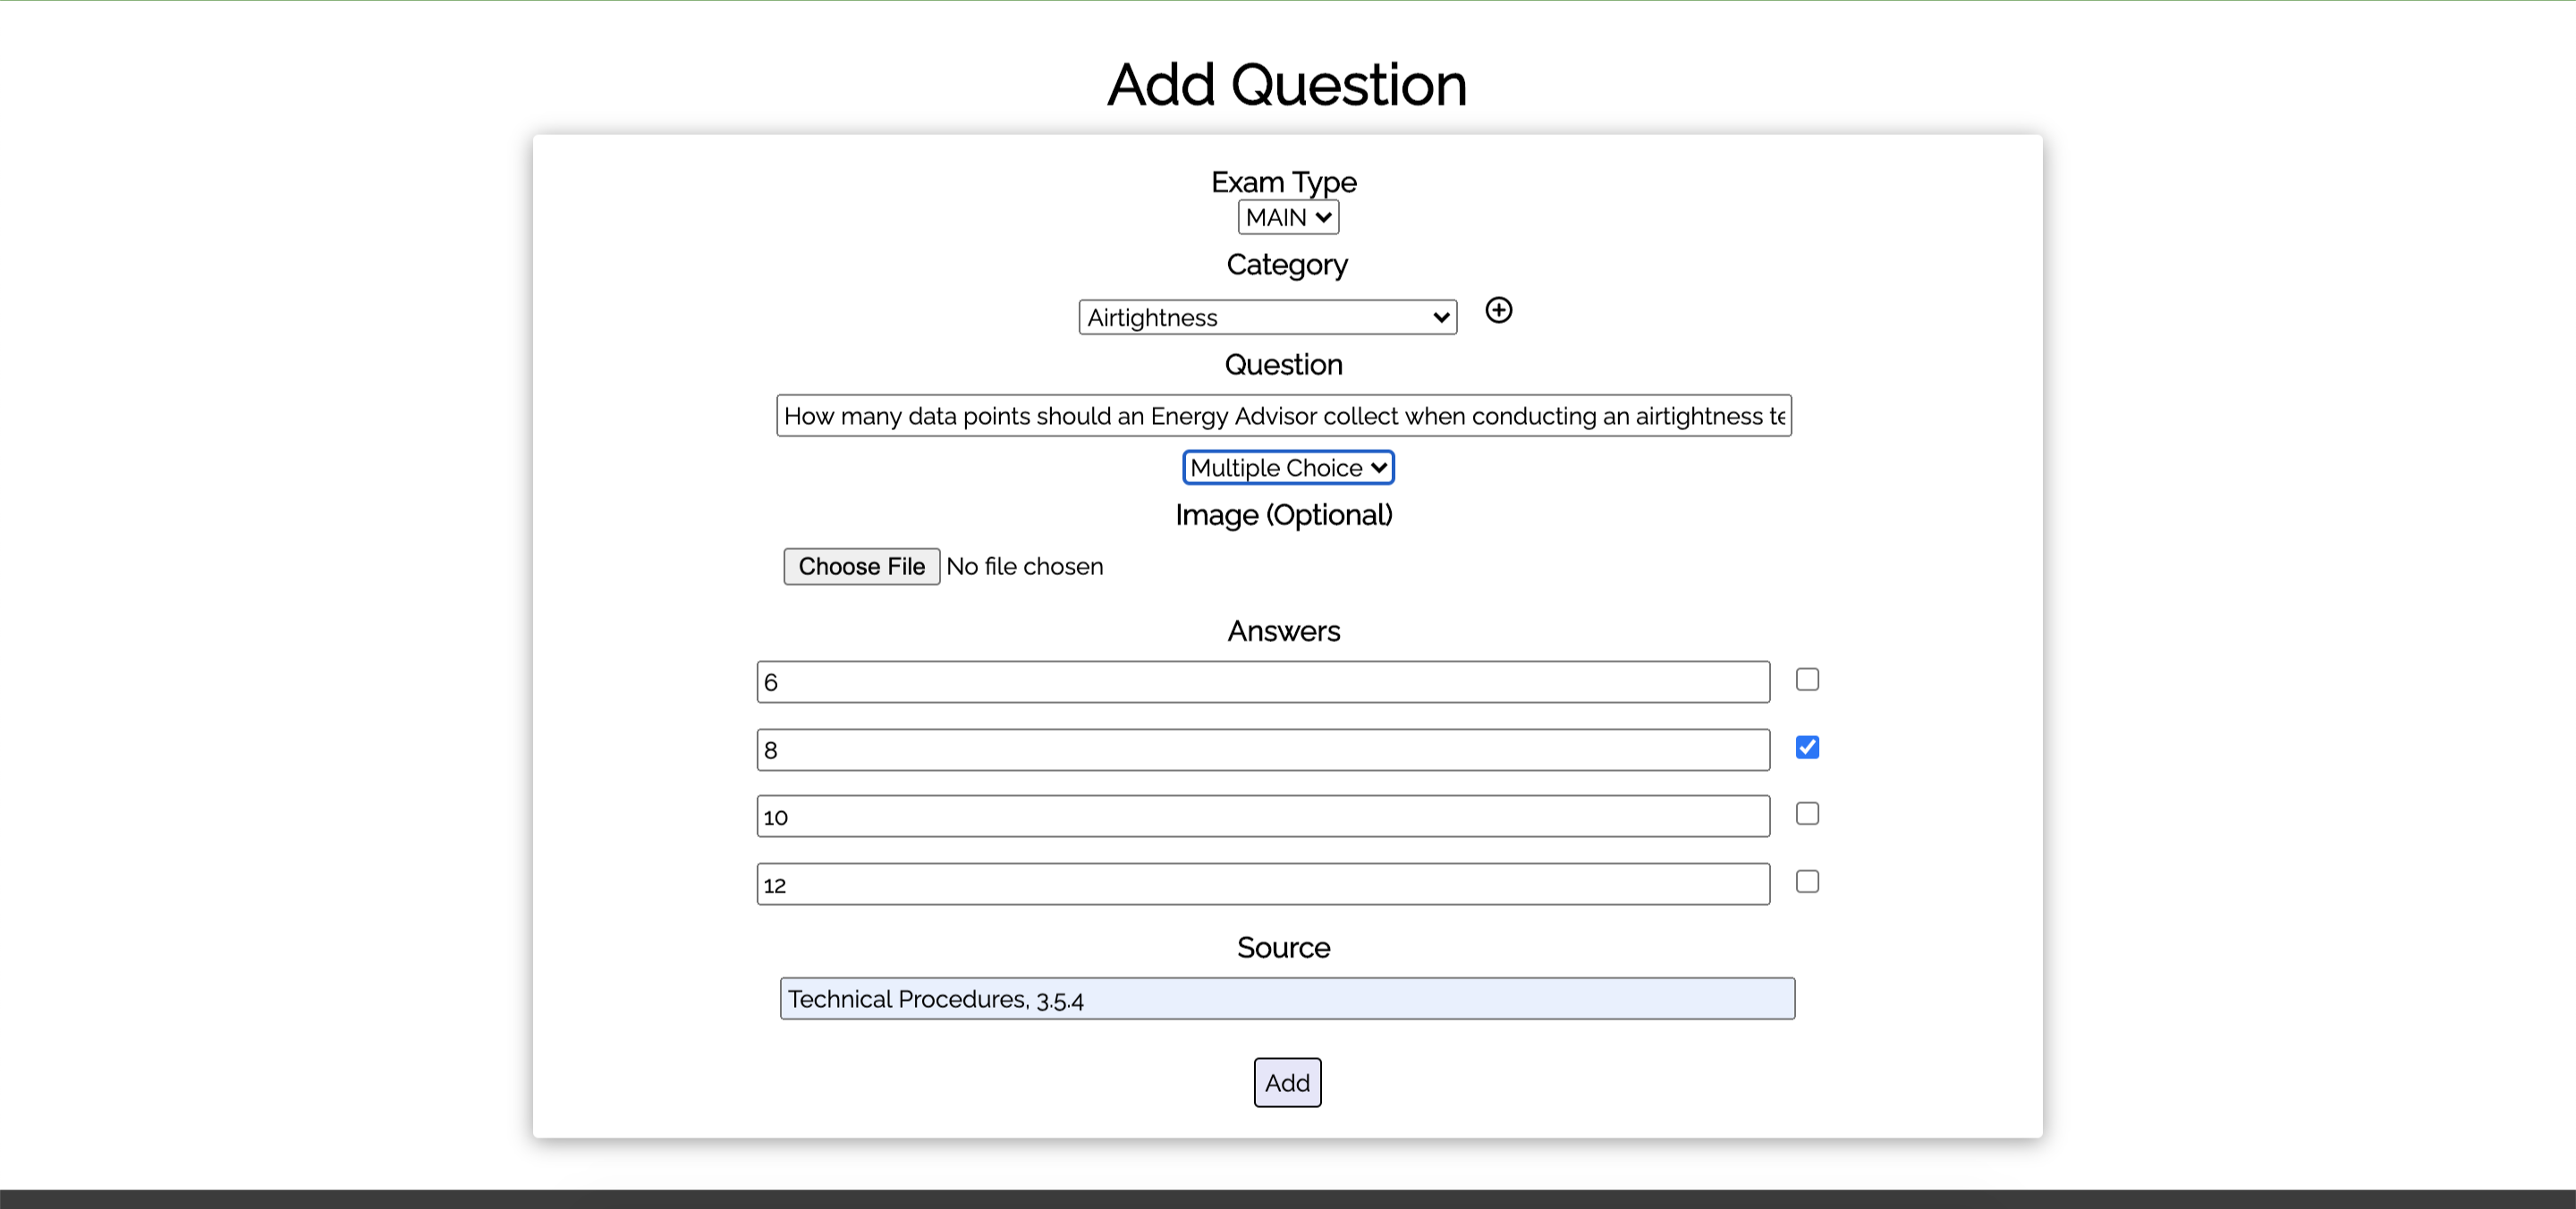 Add Question
Exam Type
MAIN
Category
Airtightness
Question
How many data points should an Energy Advisor collect when conducting an airtightness te
Multiple Choice
Image (Optional)
Choose File No file chosen
Answers
6
8
10
12
Source
Technical Procedures, 3.5.4
Add